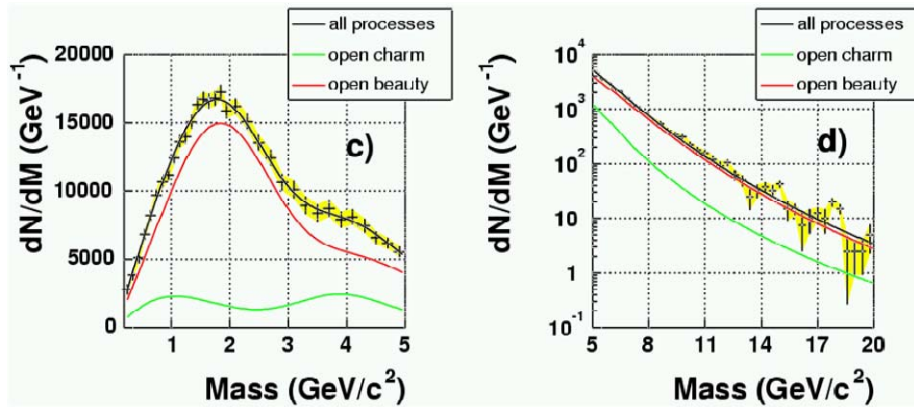 all processes
open charm
open beauty
dN/dM (GeV⁻¹)
20000
15000
10000
5000
0
c)
1 2 3 4 5
Mass (GeV/c²)
all processes
open charm
open beauty
dN/dM (GeV⁻¹)
10⁴
10³
10²
10
1
10⁻¹
d)
5 8 11 14 17 20
Mass (GeV/c²)